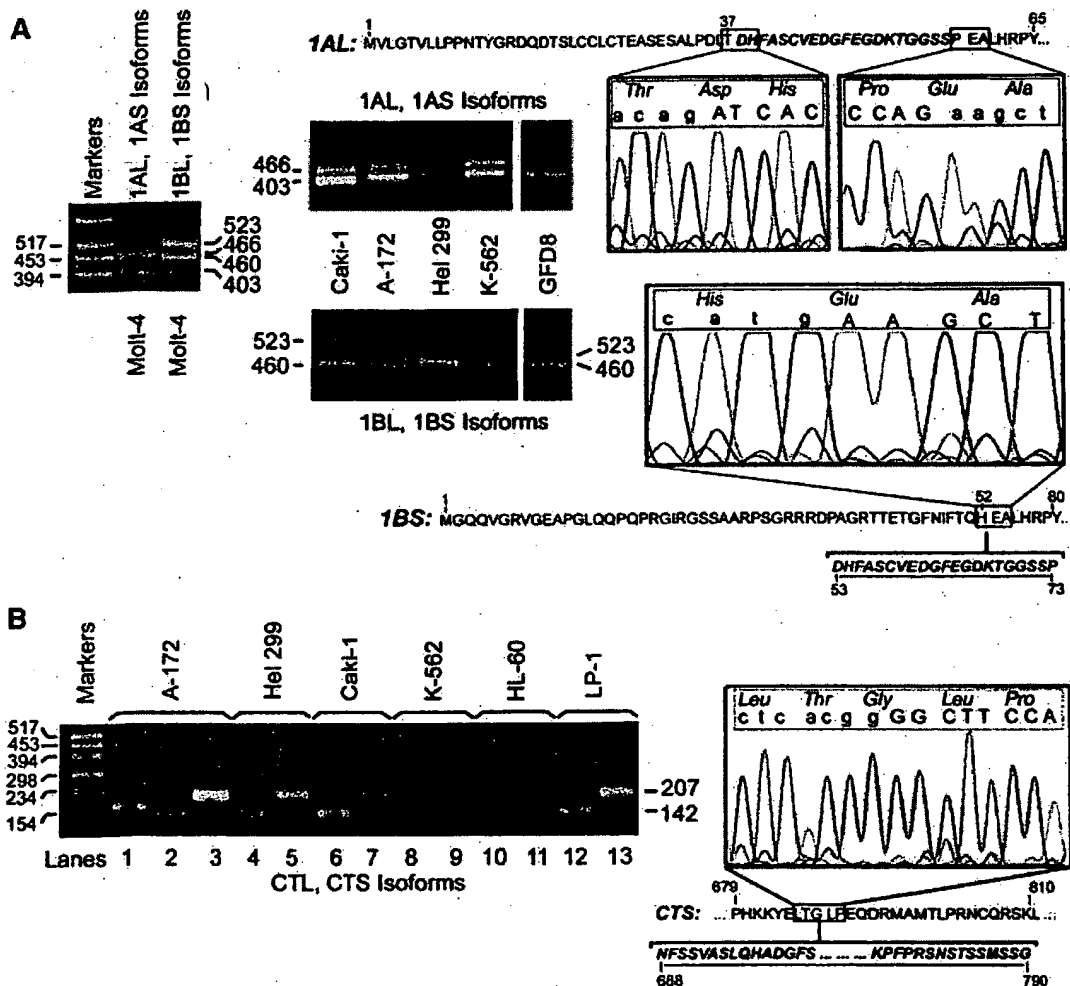 A
Markers
1AL, 1AS Isoforms
1BL, 1BS Isoforms
517
453
394
523
466
460
403
Molt-4
Molt-4
1AL, 1AS Isoforms
466
403
Caki-1
A-172
Hel 299
K-562
GFD8
523
460
523
460
1BL, 1BS Isoforms
1
37
65
1AL: MVLGTVLLPPNTYGRDQDTSLCCLCTEASESALPDLTDHFASCVEDGFEGDKTGGSSPEALHRPY...
Thr Asp His
a c a g A T C A C
Pro Glu Ala
C C A G a a g c t
His Glu Ala
c a t g A A G C T
1
52
80
1BS: MGQQVGRVGEAPGLQQPQPRGIRGSSAARPSGRRRDPAGRTTETGFNIFTQHEALHRPY..
DHFASCVEDGFEGDKTGGSSP
53
73
B
Markers
A-172
Hel 299
Caki-1
K-562
HL-60
LP-1
517
453
394
298
234
154
207
142
Lanes 1 2 3 4 5 6 7 8 9 10 11 12 13
CTL, CTS Isoforms
Leu Thr Gly Leu Pro
c t c a c g g G G C T T C C A
679
810
CTS: ... PHKKYELTGLPEQDRMAMTLPRNCQRSKL ...
NFSSVASLQHADGFS ... ... ... KPFPRSNSTSSMSSG
688
790